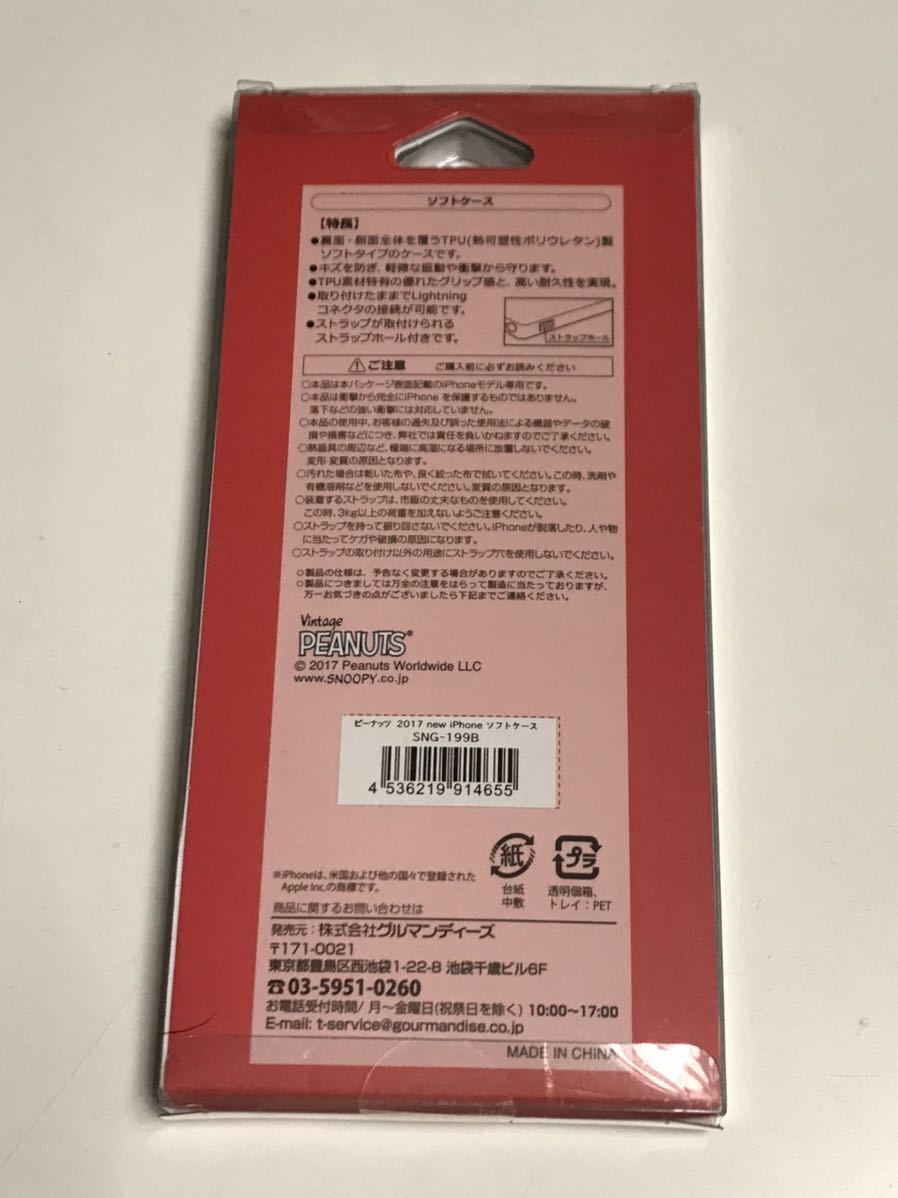 ソフトケース
【特長】
●裏面・側面全体を覆うTPU(熱可塑性ポリウレタン)製
ソフトタイプのケースです。
●キズを防ぎ、軽微な振動や衝撃から守ります。
●TPU素材特有の優れたグリップ感と、高い耐久性を実現。
●取り付けたままでLightning
コネクタの接続が可能です。
●ストラップが取付けられる
ストラップホール付きです。
ストラップホール
⚠ご注意 ご購入前に必ずお読みください
○本品は本パッケージ表面記載のiPhoneモデル専用です。
○本品は衝撃から完全にiPhone を保護するものではありません。
落下などの強い衝撃には対応していません。
○本品の使用中、お客様の過失及び誤った使用法による機器やデータの破
損や損害などにつき、弊社では責任を負いかねますのでご了承ください。
○熱器具の周辺など、極端に高温になる場所に放置しないでください。
変形・変質の原因となります。
○汚れた場合は乾いた布や、良く絞った布で拭いてください。この時、洗剤や
有機溶剤などを使用しないでください。変質の原因となります。
○装着するストラップは、市販の丈夫なものを使用してください。
この時、3kg以上の荷重を加えないようご注意ください。
○ストラップを持って振り回さないでください。iPhoneが脱落したり、人や物
に当たってケガや破損の原因になります。
○ストラップの取り付け以外の用途にストラップ穴を使用しないでください。
○製品の仕様は、予告なく変更する場合がありますのでご了承ください。
○製品につきましては万全の注意をはらって製造に当たっておりますが、
万一お気づきの点がございましたら下記までご連絡ください。
Vintage
PEANUTS®
© 2017 Peanuts Worldwide LLC
www.SNOOPY.co.jp
ピーナッツ 2017 new iPhone ソフトケース
SNG-199B
4 536219 914655
紙
プラ
台紙
中敷
透明個箱、
トレイ:PET
※iPhoneは、米国および他の国々で登録された
Apple Inc.の商標です。
商品に関するお問い合わせは
発売元:株式会社グルマンディーズ
〒171-0021
東京都豊島区西池袋1-22-8 池袋千歳ビル6F
☎03-5951-0260
お電話受付時間/ 月〜金曜日(祝祭日を除く) 10:00〜17:00
E-mail: t-service@gourmandise.co.jp
MADE IN CHINA